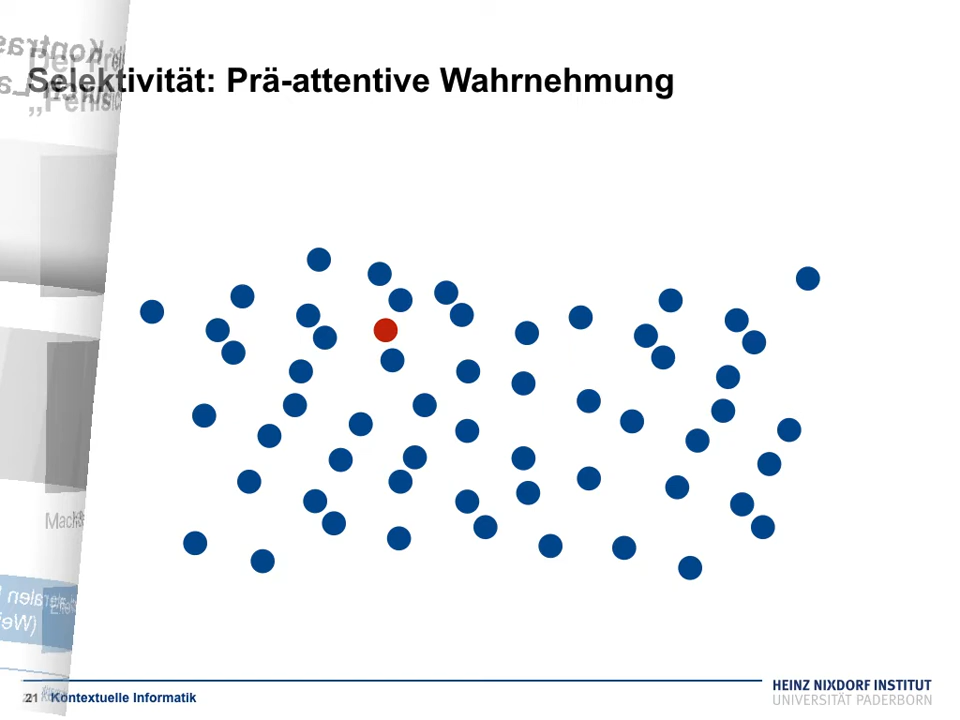 Selektivität: Prä-attentive Wahrnehmung
21 Kontextuelle Informatik
HEINZ NIXDORF INSTITUT
UNIVERSITÄT PADERBORN